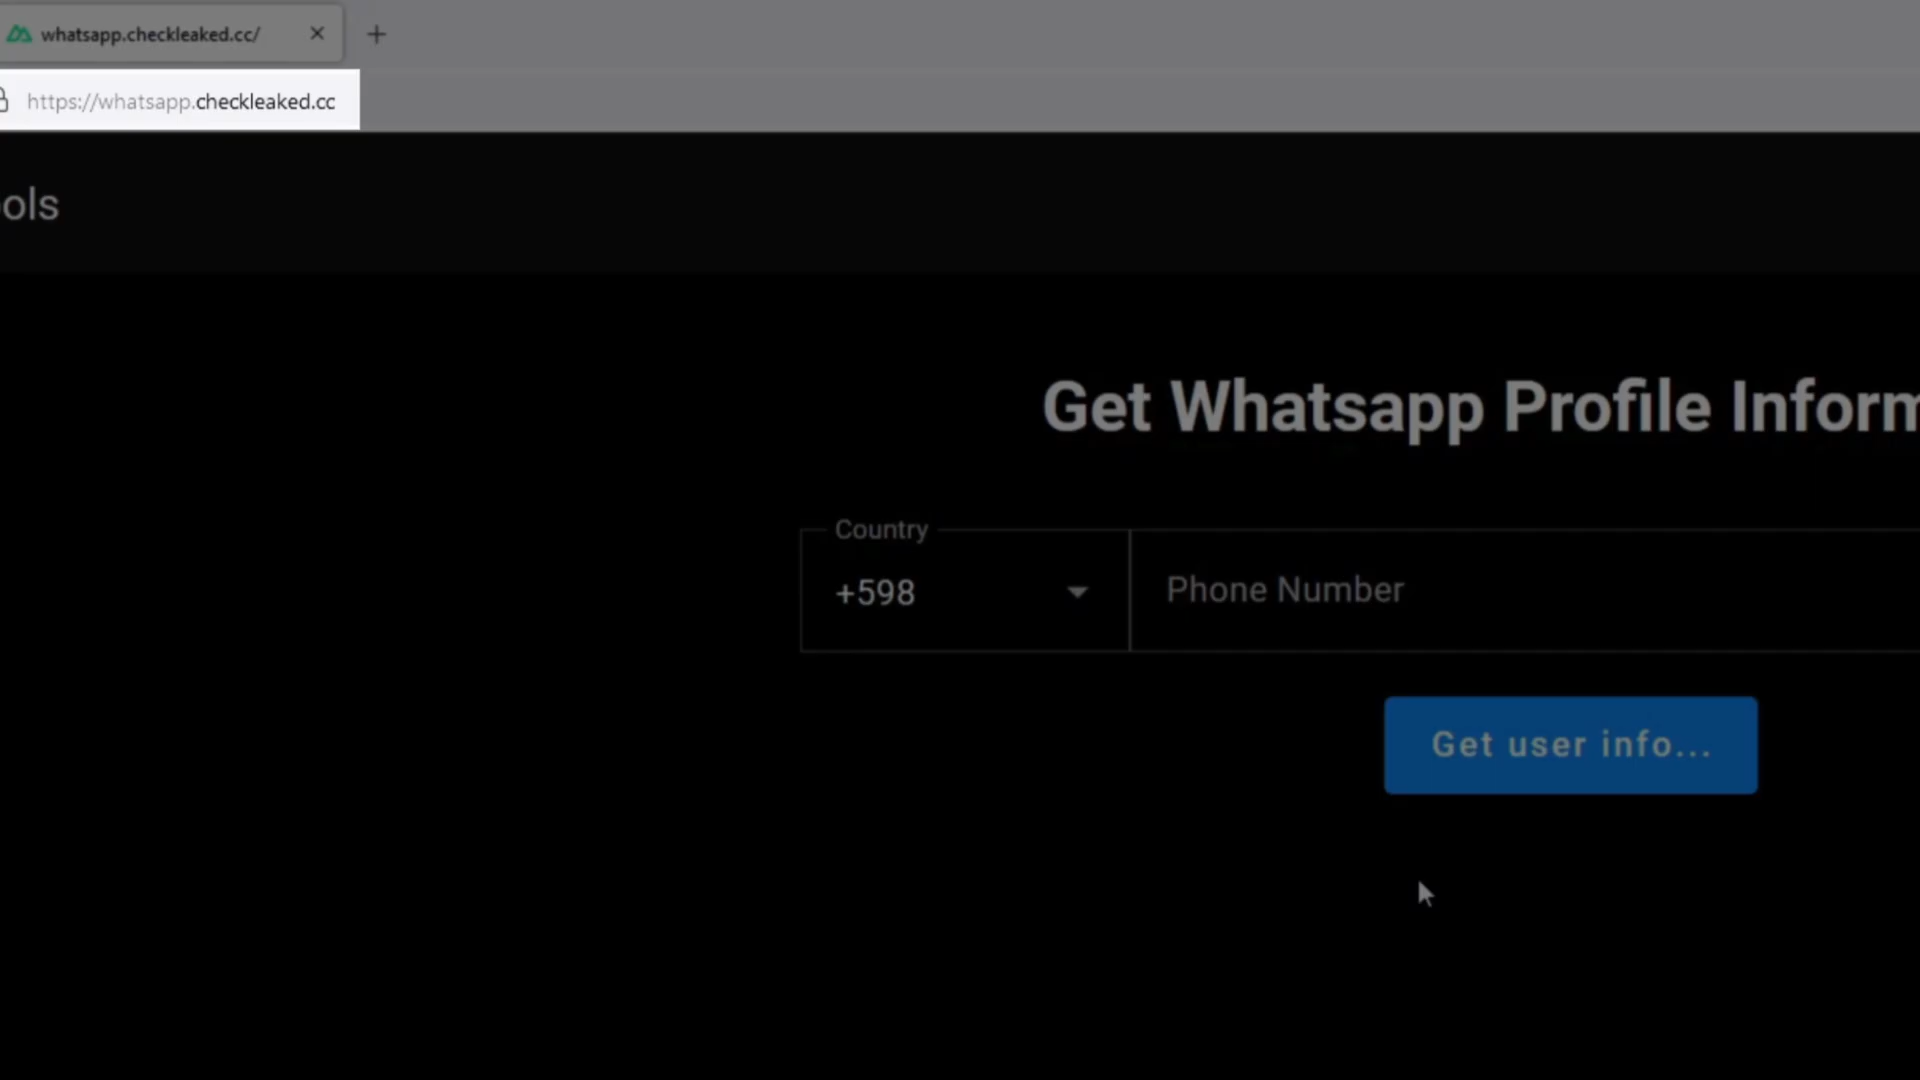 whatsapp.checkleaked.cc/
https://whatsapp.checkleaked.cc
ols
Get Whatsapp Profile Inform
Country
+598
Phone Number
Get user info...